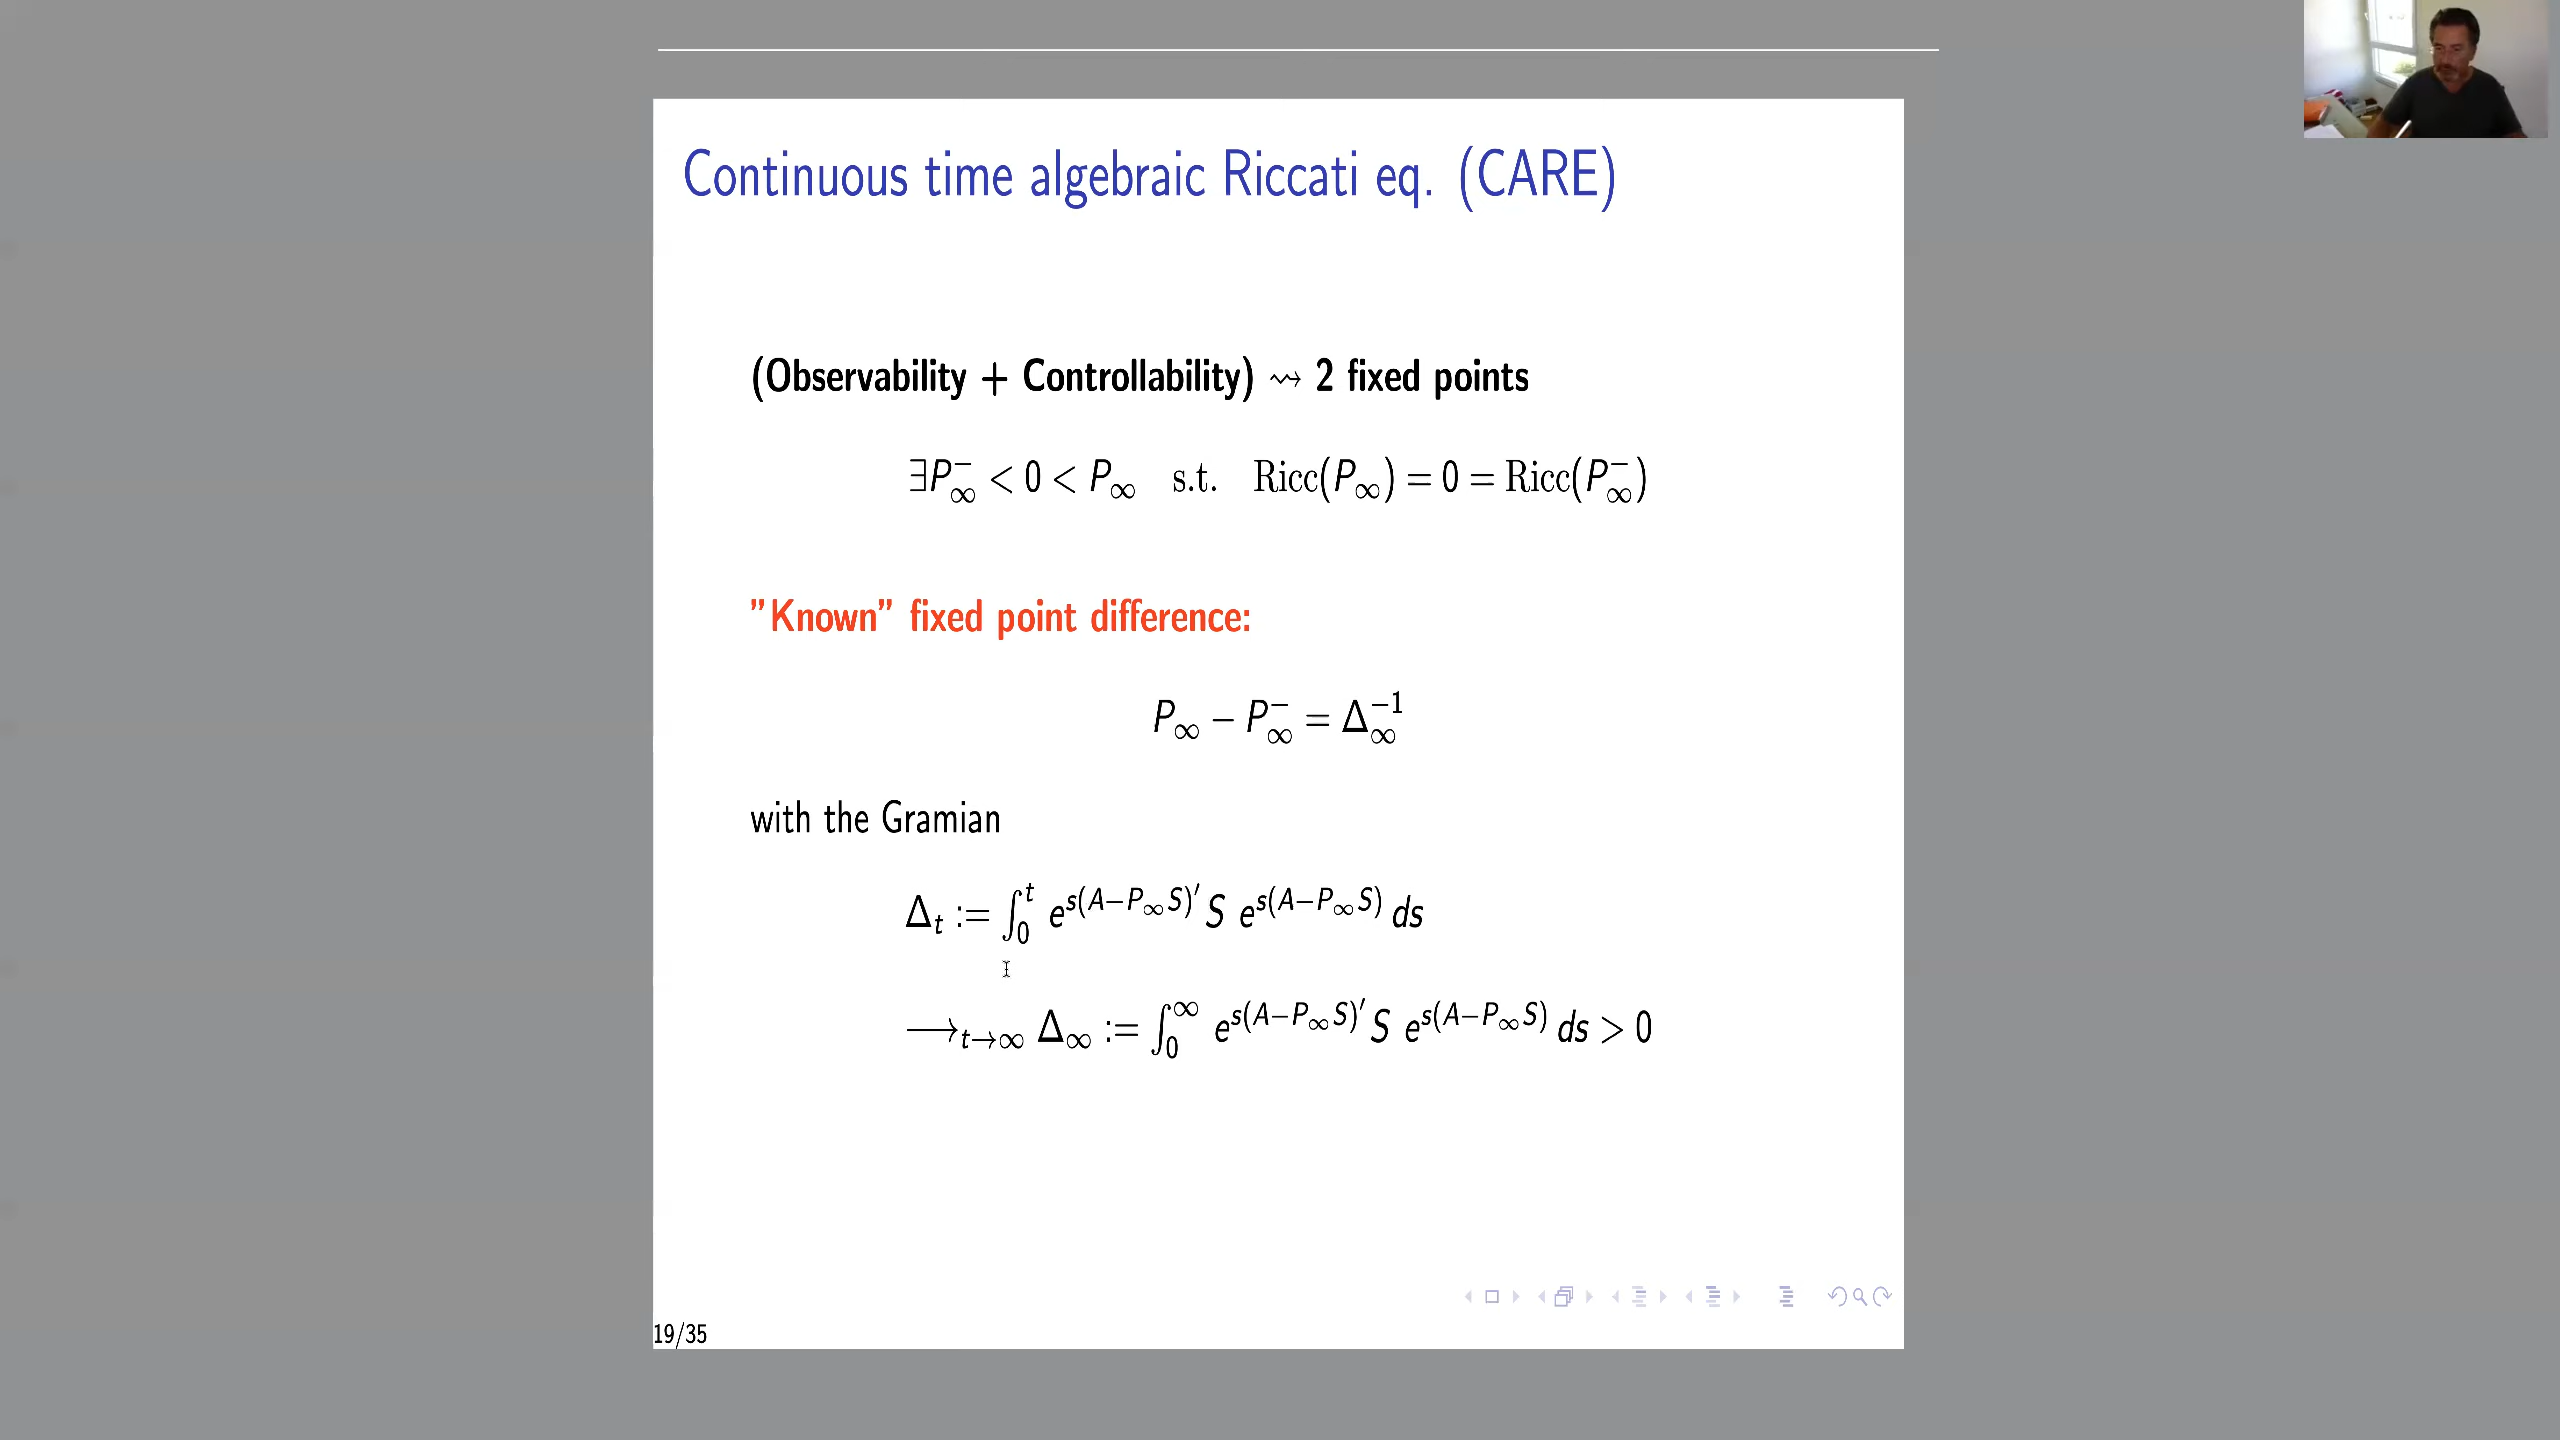 Continuous time algebraic Riccati eq. (CARE)
(Observability + Controllability) ⇝ 2 fixed points
∃P∞⁻ < 0 < P∞ s.t. Ricc(P∞) = 0 = Ricc(P∞⁻)
”Known” fixed point difference:
P∞ − P∞⁻ = Δ∞⁻¹
with the Gramian
Δₜ := ∫₀ᵗ e^{s(A−P∞S)′} S e^{s(A−P∞S)} ds
⟶ₜ→∞ Δ∞ := ∫₀^∞ e^{s(A−P∞S)′} S e^{s(A−P∞S)} ds > 0
19/35